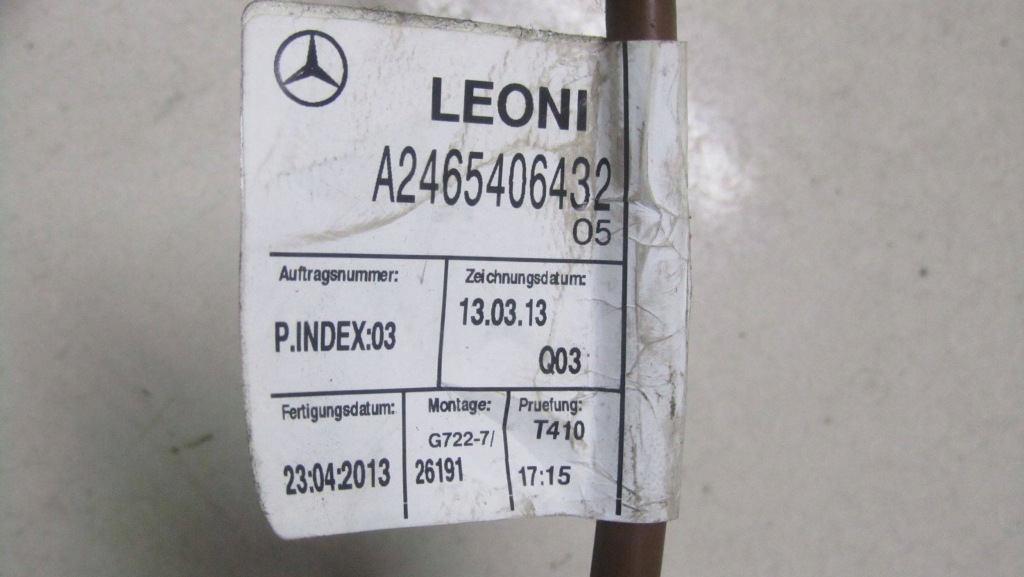 LEONI
A2465406432
05
Auftragsnummer:
P.INDEX:03
Zeichnungsdatum:
13.03.13
Q03
Fertigungsdatum:
23:04:2013
Montage:
G722-7/
26191
Pruefung:
T410
17:15